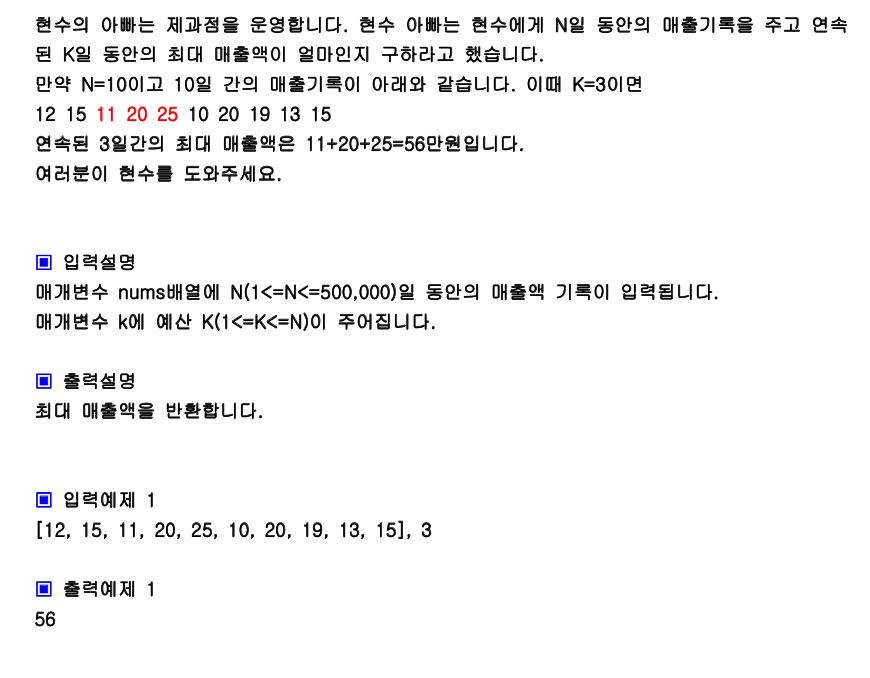 현수의 아빠는 제과점을 운영합니다. 현수 아빠는 현수에게 N일 동안의 매출기록을 주고 연속
된 K일 동안의 최대 매출액이 얼마인지 구하라고 했습니다.
만약 N=10이고 10일 간의 매출기록이 아래와 같습니다. 이때 K=3이면
12 15 11 20 25 10 20 19 13 15
연속된 3일간의 최대 매출액은 11+20+25=56만원입니다.
여러분이 현수를 도와주세요.
▣ 입력설명
매개변수 nums배열에 N(1<=N<=500,000)일 동안의 매출액 기록이 입력됩니다.
매개변수 k에 예산 K(1<=K<=N)이 주어집니다.
▣ 출력설명
최대 매출액을 반환합니다.
▣ 입력예제 1
[12, 15, 11, 20, 25, 10, 20, 19, 13, 15], 3
▣ 출력예제 1
56